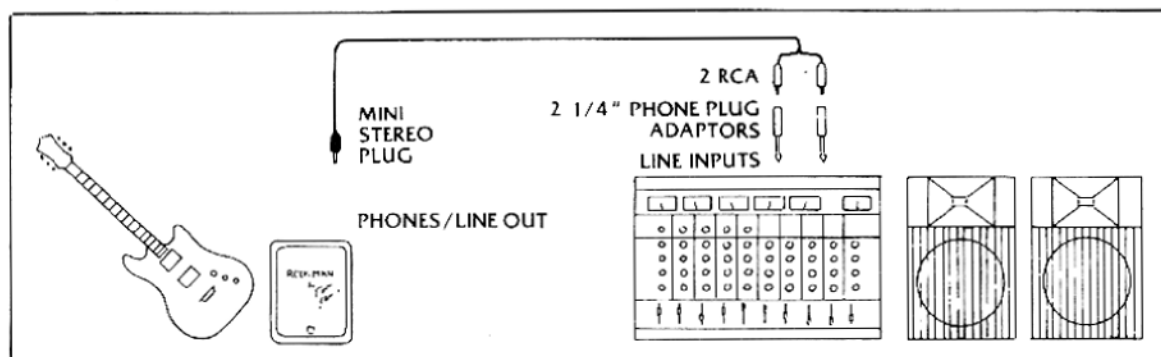 2 RCA
2 1/4" PHONE PLUG
ADAPTORS
LINE INPUTS
MINI
STEREO
PLUG
PHONES/LINE OUT